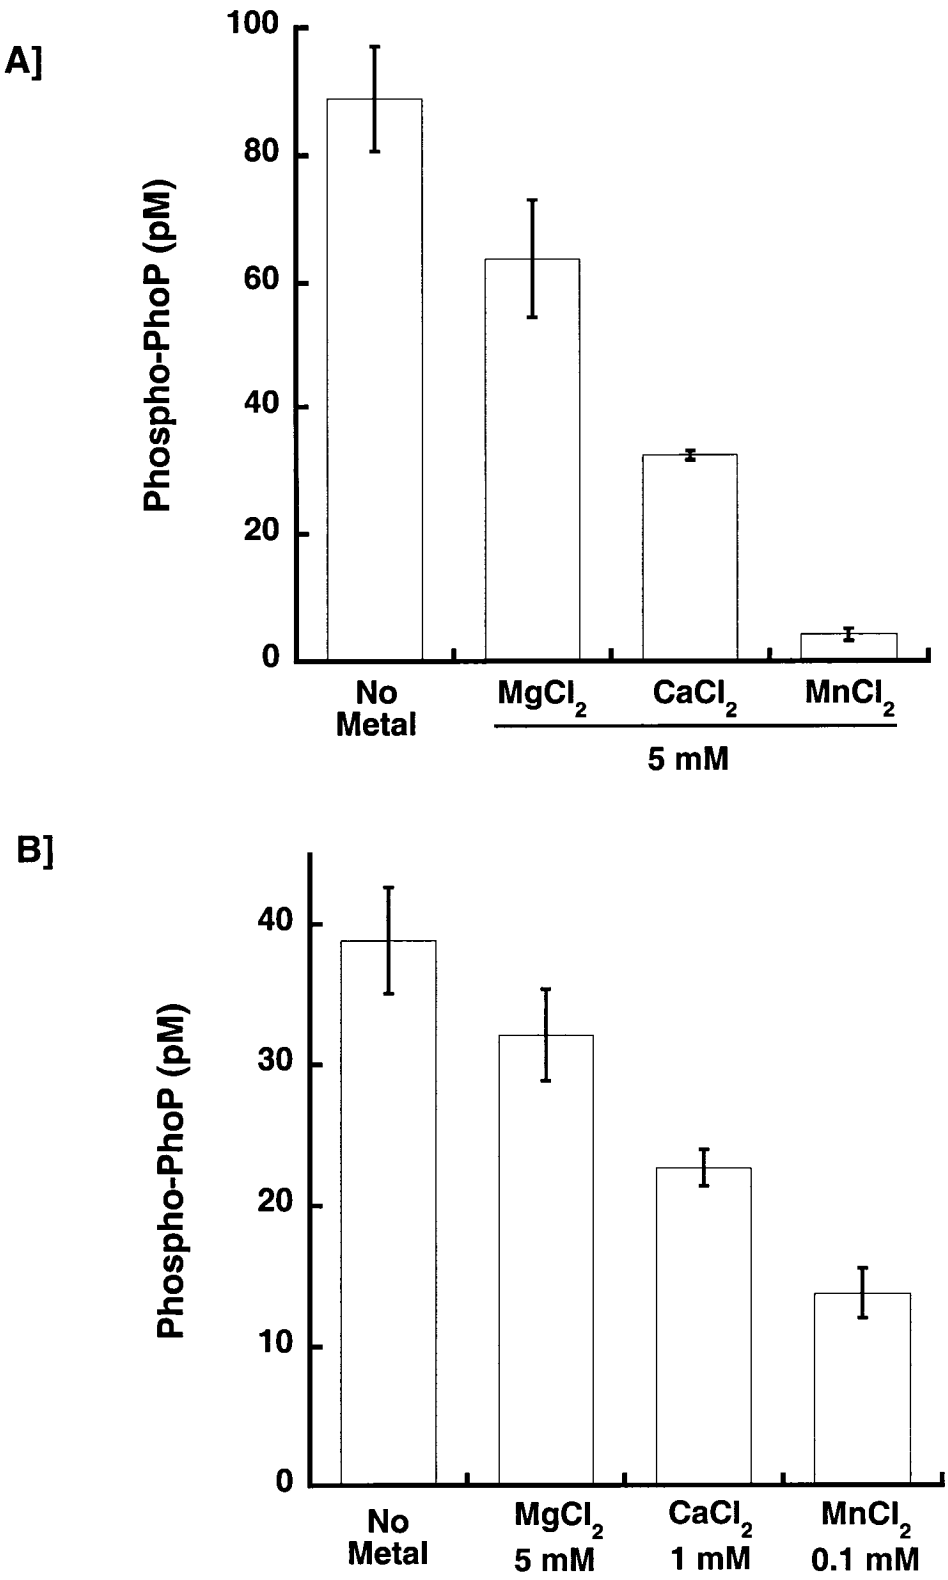 A]
Phospho-PhoP (pM)
100
80
60
40
20
0
No
Metal
MgCl2
CaCl2
MnCl2
5 mM
B]
Phospho-PhoP (pM)
40
30
20
10
0
No
Metal
MgCl2
5 mM
CaCl2
1 mM
MnCl2
0.1 mM